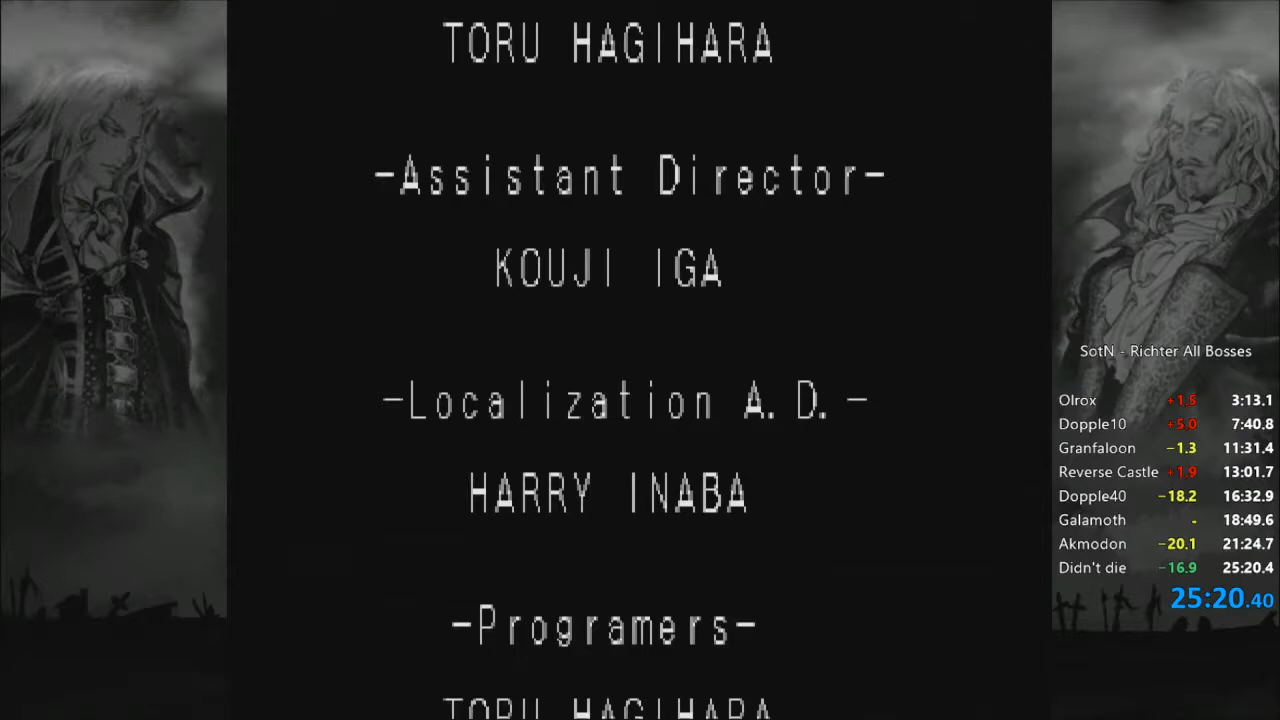 TORU HAGIHARA
-Assistant Director-
KOUJI IGA
-Localization A. D. -
HARRY INABA
-Programers-
TORU HAGIHARA
SotN - Richter All Bosses
Olrox +1.5 3:13.1
Dopple10 +5.0 7:40.8
Granfaloon -1.3 11:31.4
Reverse Castle +1.9 13:01.7
Dopple40 -18.2 16:32.9
Galamoth - 18:49.6
Akmodon -20.1 21:24.7
Didn't die -16.9 25:20.4
25:20.40